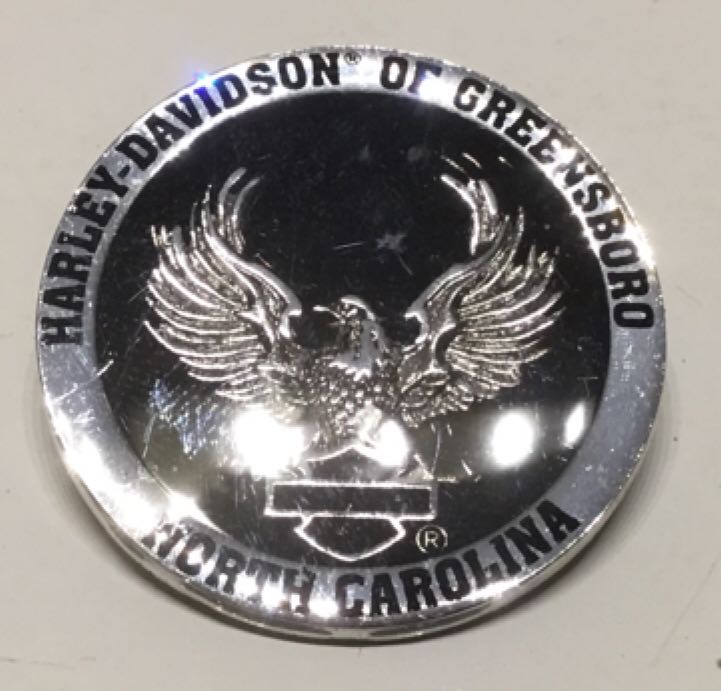 HARLEY-DAVIDSON® OF GREENSBORO
®
NORTH CAROLINA